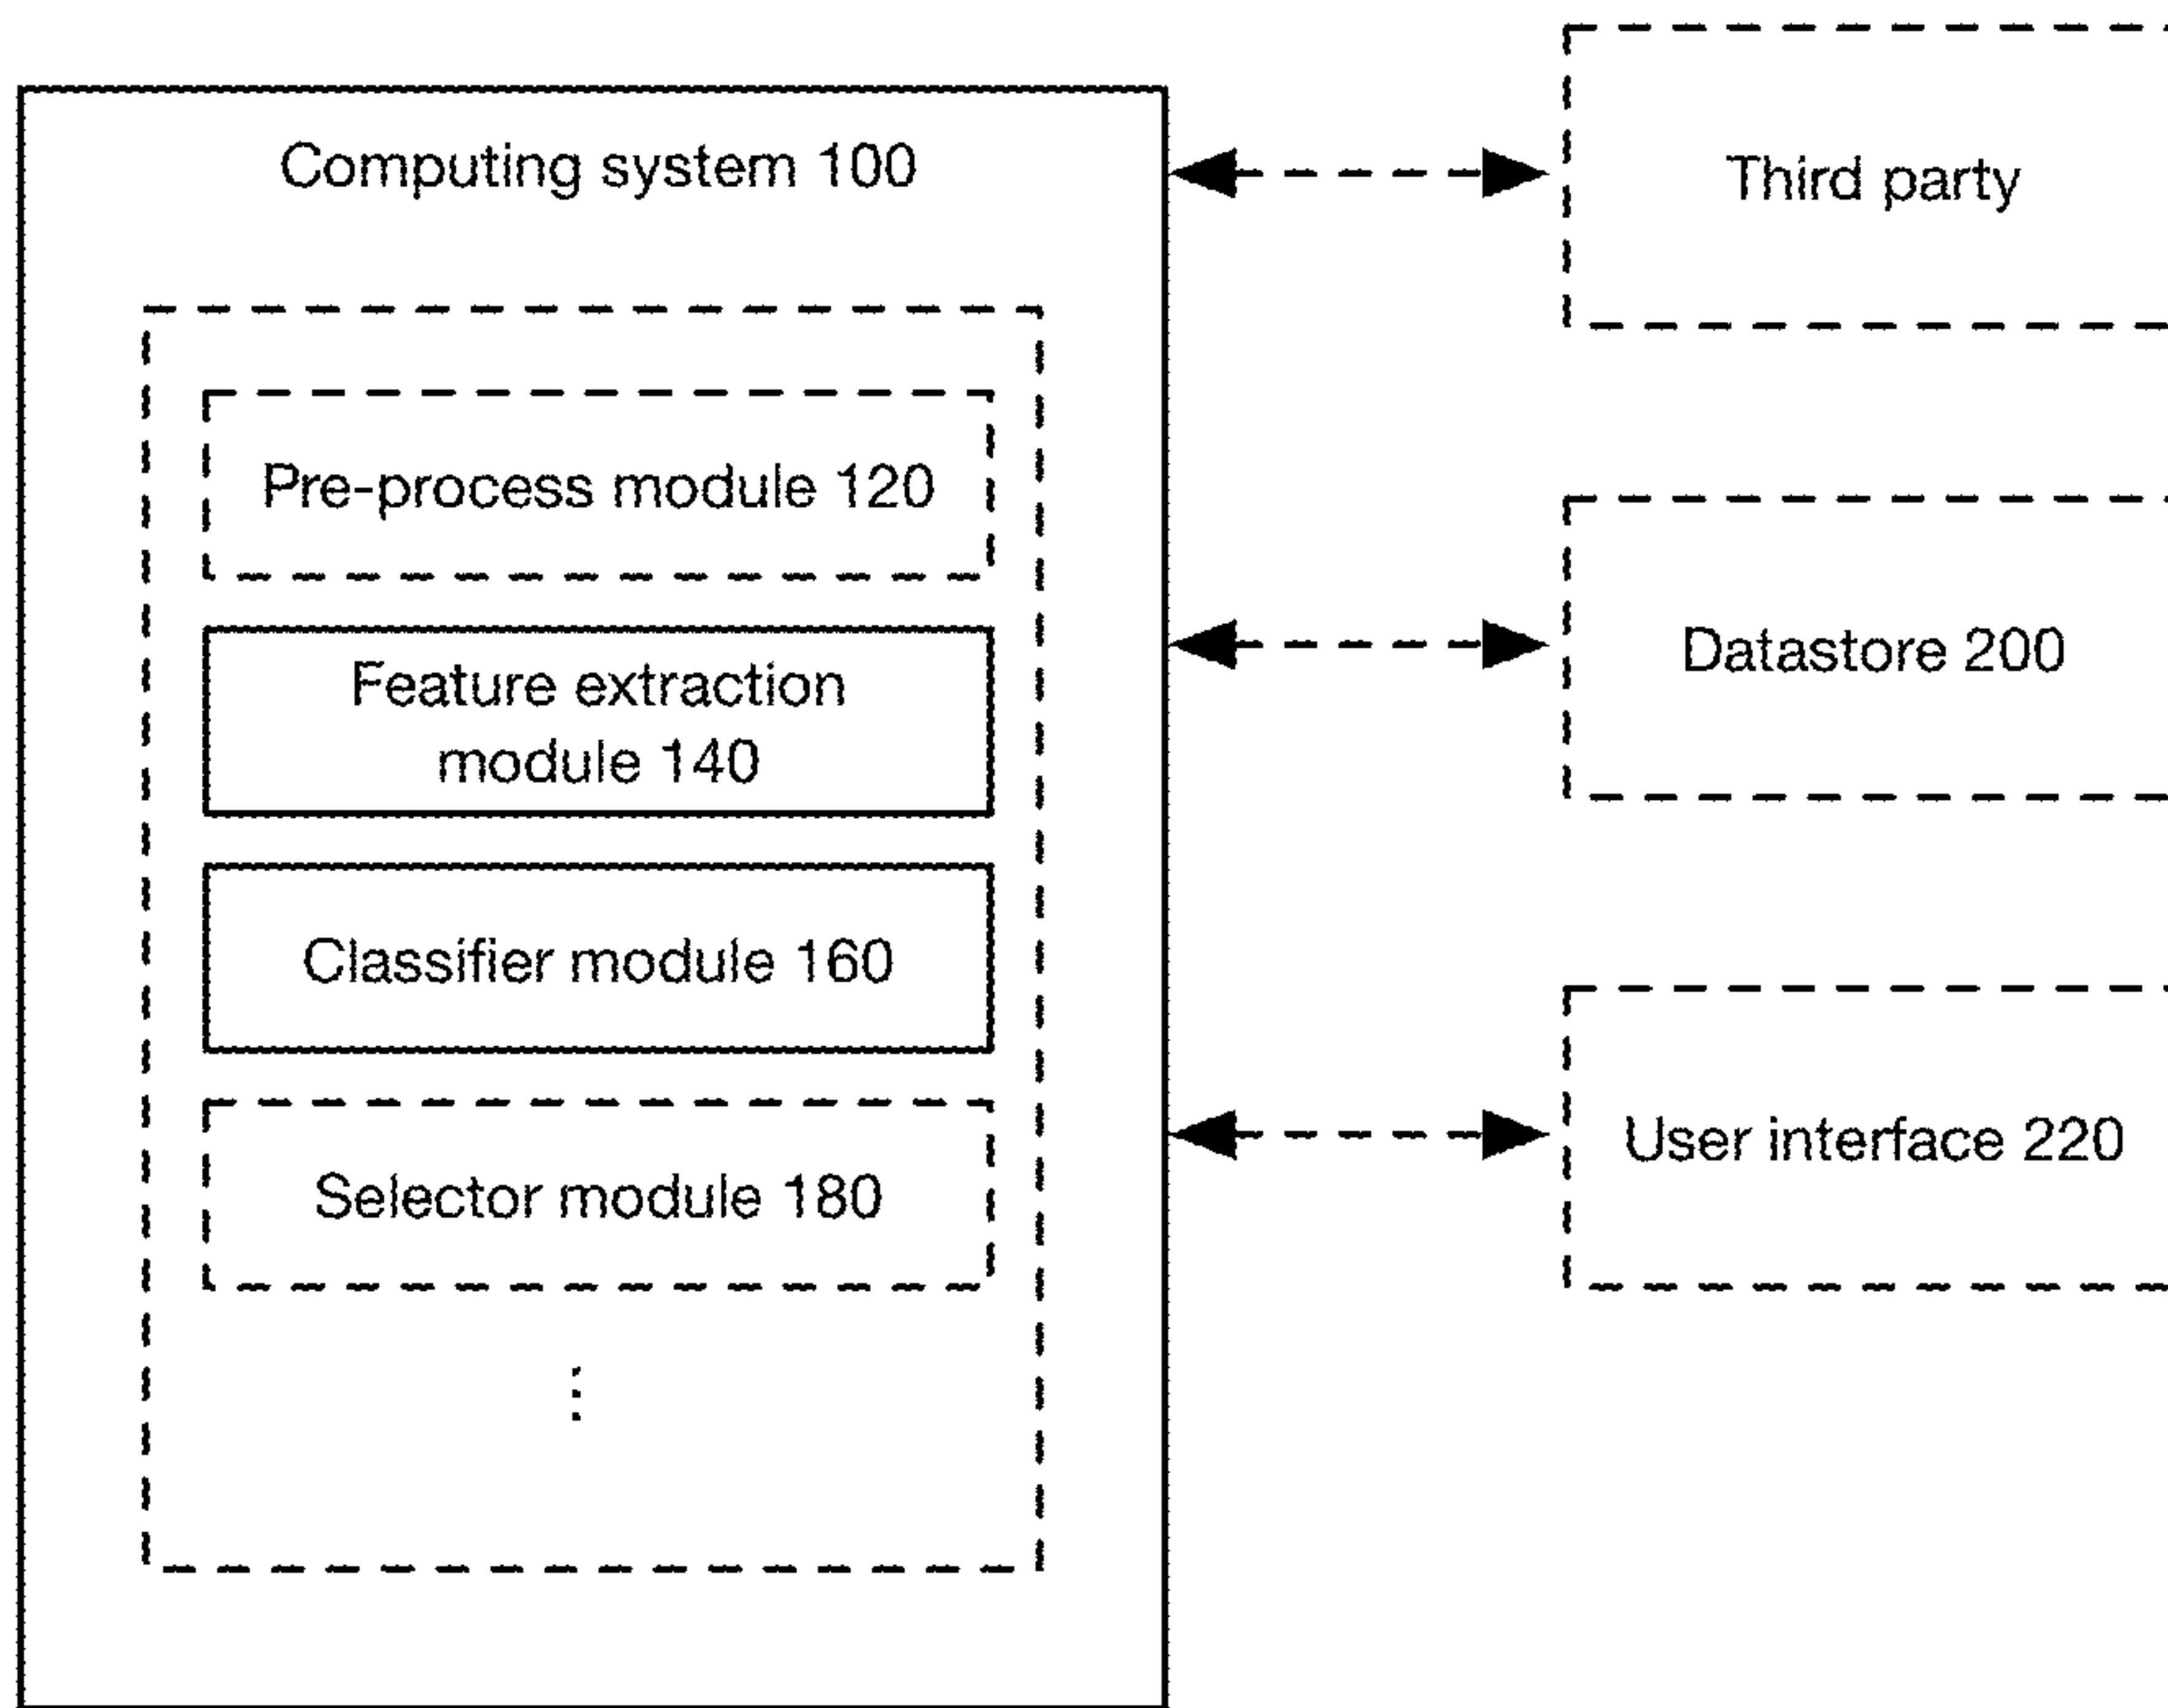 Computing system 100
Pre-process module 120
Feature extraction
module 140
Classifier module 160
Selector module 180
⋮
Third party
Datastore 200
User interface 220